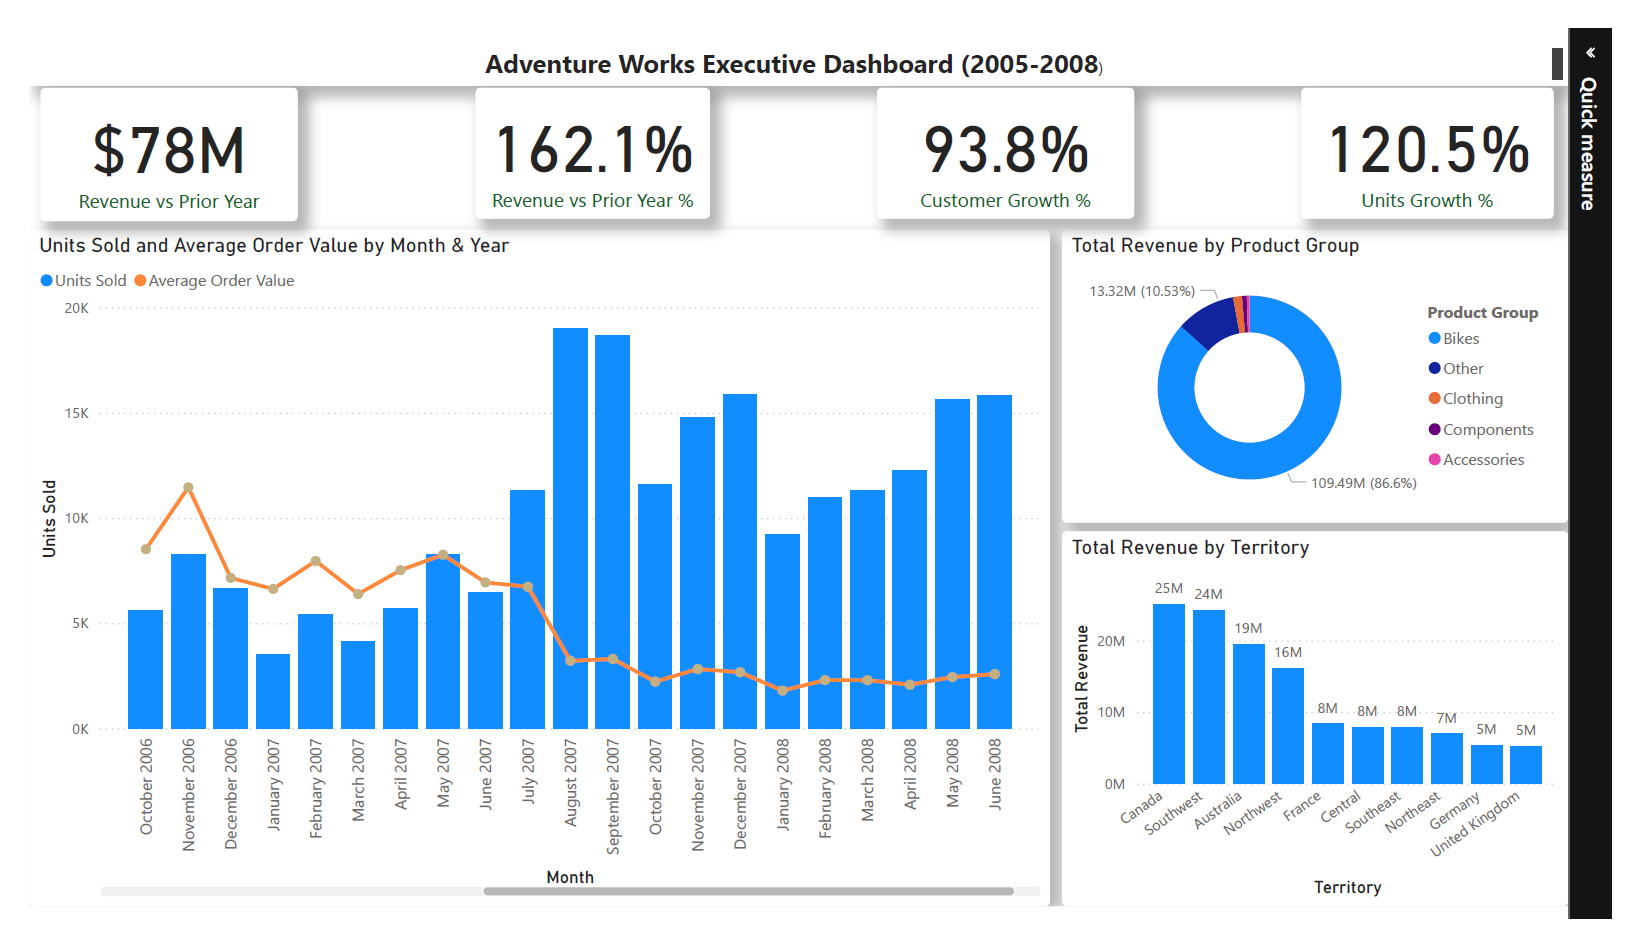 Adventure Works Executive Dashboard (2005-2008)
«
Quick measure
$78M
Revenue vs Prior Year
162.1%
Revenue vs Prior Year %
93.8%
Customer Growth %
120.5%
Units Growth %
Units Sold and Average Order Value by Month & Year
Units Sold
Average Order Value
20K
15K
10K
5K
0K
Units Sold
October 2006
November 2006
December 2006
January 2007
February 2007
March 2007
April 2007
May 2007
June 2007
July 2007
August 2007
September 2007
October 2007
November 2007
December 2007
January 2008
February 2008
March 2008
April 2008
May 2008
June 2008
Month
Total Revenue by Product Group
13.32M (10.53%)
109.49M (86.6%)
Product Group
Bikes
Other
Clothing
Components
Accessories
Total Revenue by Territory
Total Revenue
20M
10M
0M
25M
24M
19M
16M
8M
8M
8M
7M
5M
5M
Canada
Southwest
Australia
Northwest
France
Central
Southeast
Northeast
Germany
United Kingdom
Territory